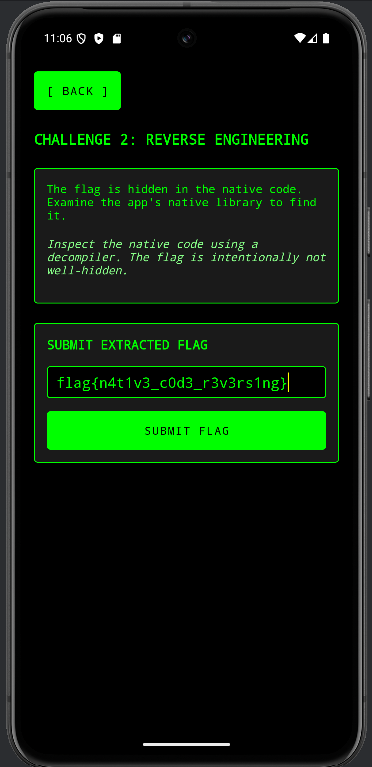 11:06
[ BACK ]
CHALLENGE 2: REVERSE ENGINEERING
The flag is hidden in the native code.
Examine the app's native library to find
it.
Inspect the native code using a
decompiler. The flag is intentionally not
well-hidden.
SUBMIT EXTRACTED FLAG
flag{n4t1v3_c0d3_r3v3rs1ng}
SUBMIT FLAG